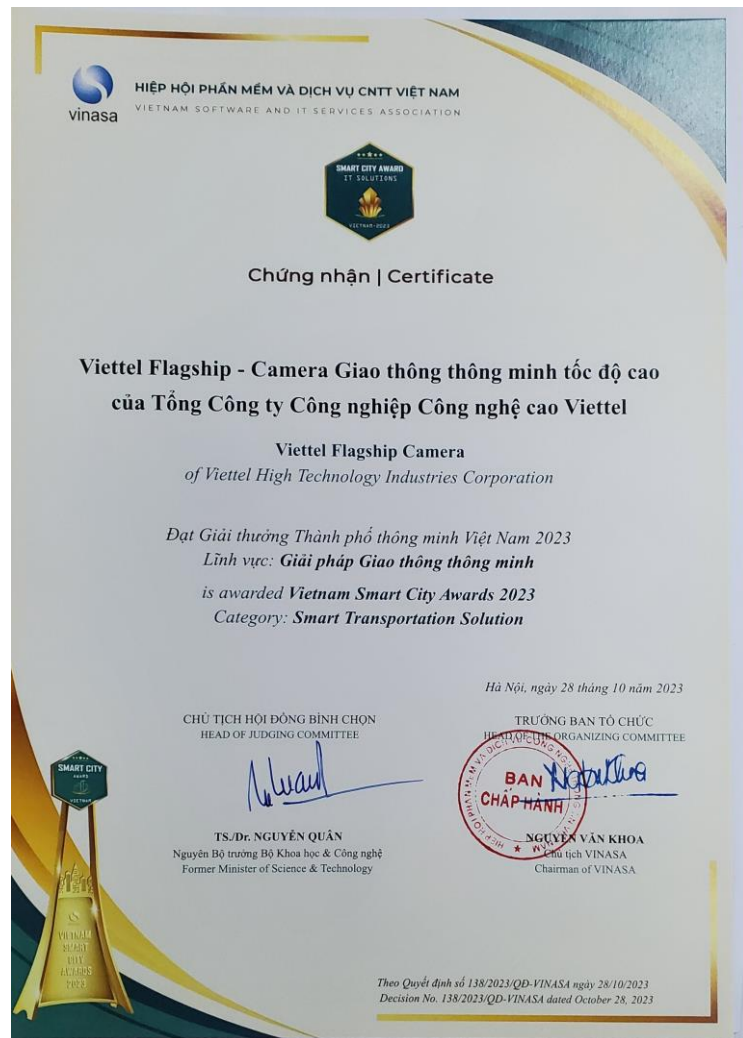 vinasa
HIỆP HỘI PHẦN MỀM VÀ DỊCH VỤ CNTT VIỆT NAM
VIETNAM SOFTWARE AND IT SERVICES ASSOCIATION
SMART CITY AWARD
IT SOLUTIONS
VIETNAM-2023
Chứng nhận | Certificate
Viettel Flagship - Camera Giao thông thông minh tốc độ cao
của Tổng Công ty Công nghiệp Công nghệ cao Viettel
Viettel Flagship Camera
of Viettel High Technology Industries Corporation
Đạt Giải thưởng Thành phố thông minh Việt Nam 2023
Lĩnh vực: Giải pháp Giao thông thông minh
is awarded Vietnam Smart City Awards 2023
Category: Smart Transportation Solution
Hà Nội, ngày 28 tháng 10 năm 2023
CHỦ TỊCH HỘI ĐỒNG BÌNH CHỌN
HEAD OF JUDGING COMMITTEE
TRƯỞNG BAN TỔ CHỨC
HEAD OF THE ORGANIZING COMMITTEE
BAN
CHẤP HÀNH
SMART CITY
AWARD
VIETNAM
TS./Dr. NGUYỄN QUÂN
Nguyên Bộ trưởng Bộ Khoa học & Công nghệ
Former Minister of Science & Technology
NGUYỄN VĂN KHOA
Chủ tịch VINASA
Chairman of VINASA
VIETNAM
SMART
CITY
AWARDS
2023
Theo Quyết định số 138/2023/QĐ-VINASA ngày 28/10/2023
Decision No. 138/2023/QD-VINASA dated October 28, 2023